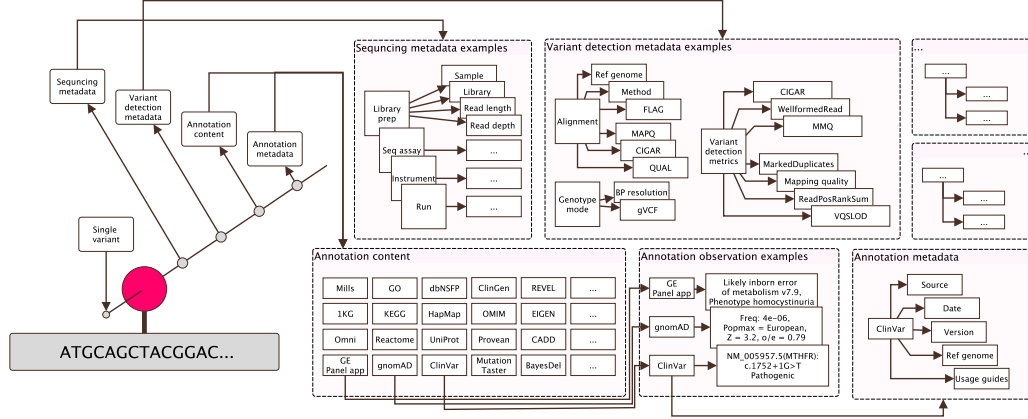 Sequncing
metadata
Variant
detection
metadata
Annotation
content
Annotation
metadata
Single
variant
ATGCAGCTACGGAC...
Sequncing metadata examples
Library
prep
Sample
Library
Read length
Read depth
Seq assay
...
Instrument
...
Run
...
Variant detection metadata examples
Alignment
Ref genome
Method
FLAG
MAPQ
CIGAR
QUAL
Genotype
mode
BP resolution
gVCF
Variant
detection
metrics
CIGAR
WellformedRead
MMQ
MarkedDuplicates
Mapping quality
ReadPosRankSum
VQSLOD
...
...
...
...
...
...
...
...
Annotation content
Mills
GO
dbNSFP
ClinGen
REVEL
...
1KG
KEGG
HapMap
OMIM
EIGEN
...
Omni
Reactome
UniProt
Provean
CADD
...
GE
Panel app
gnomAD
ClinVar
Mutation
Taster
BayesDel
...
Annotation observation examples
GE
Panel app
Likely inborn error
of metabolism v7.9,
Phenotype homocystinuria
gnomAD
Freq: 4e-06,
Popmax = European,
Z = 3.2, o/e = 0.79
ClinVar
NM_005957.5(MTHFR):
c.1752+1G>T
Pathogenic
Annotation metadata
ClinVar
Source
Date
Version
Ref genome
Usage guides